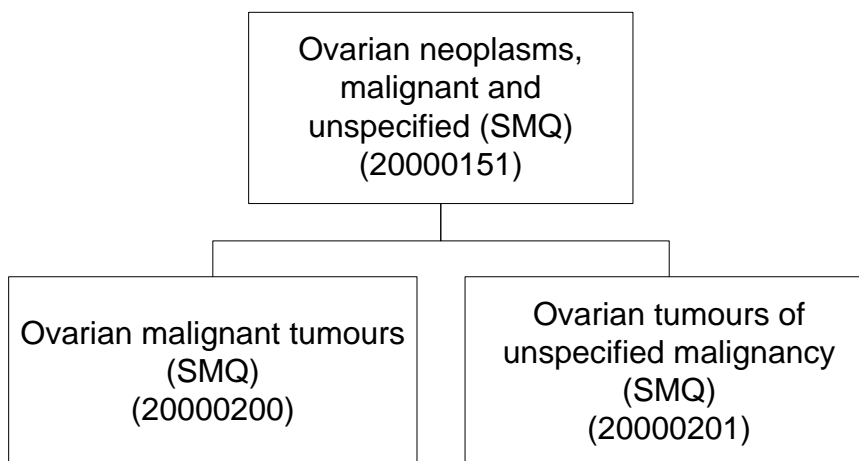 Ovarian neoplasms,
malignant and
unspecified (SMQ)
(20000151)
Ovarian malignant tumours
(SMQ)
(20000200)
Ovarian tumours of
unspecified malignancy
(SMQ)
(20000201)